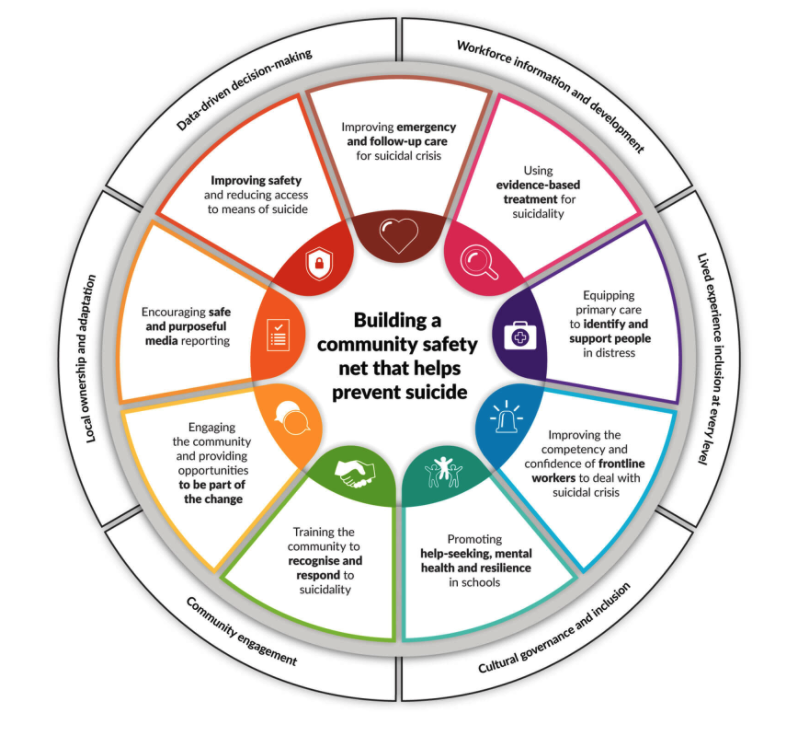 Building a
community safety
net that helps
prevent suicide
Improving emergency
and follow-up care
for suicidal crisis
Using
evidence-based
treatment for
suicidality
Equipping
primary care
to identify and
support people
in distress
Improving the
competency and
confidence of frontline
workers to deal with
suicidal crisis
Promoting
help-seeking, mental
health and resilience
in schools
Training the
community to
recognise and
respond to
suicidality
Engaging
the community
and providing
opportunities
to be part of
the change
Encouraging safe
and purposeful
media reporting
Improving safety
and reducing access
to means of suicide
Data-driven decision-making
Workforce information and development
Lived experience inclusion at every level
Cultural governance and inclusion
Community engagement
Local ownership and adaptation